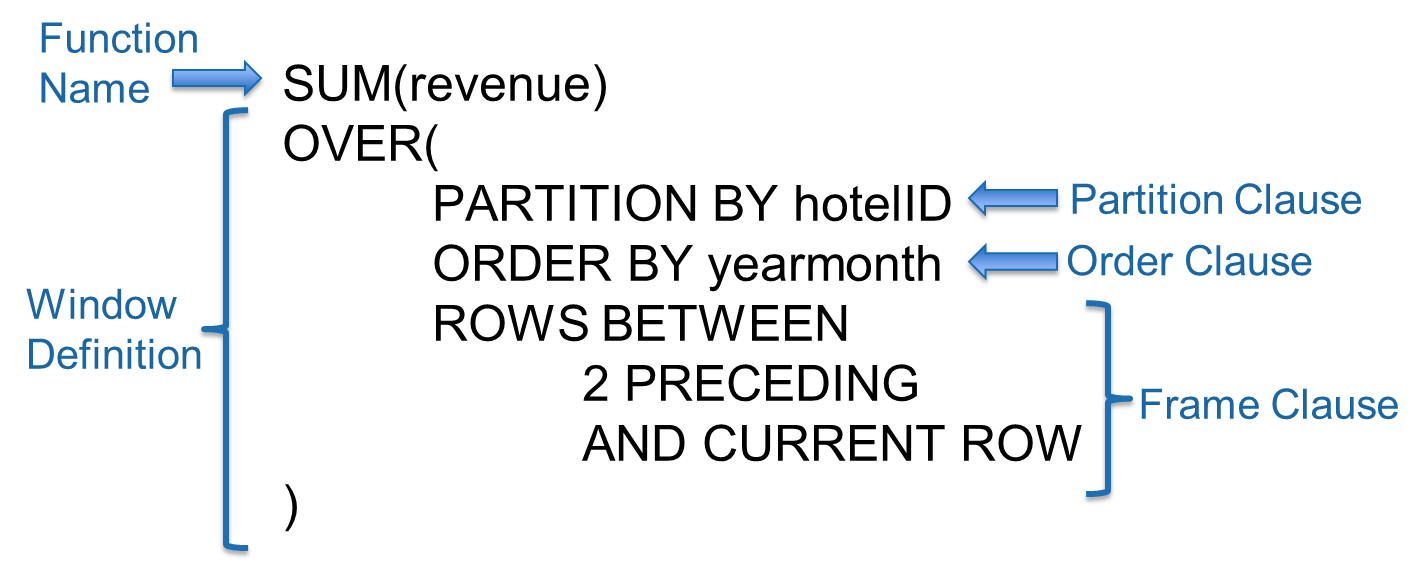 Function
Name
SUM(revenue)
OVER(
PARTITION BY hotelID
Partition Clause
ORDER BY yearmonth
Order Clause
Window
Definition
ROWS BETWEEN
2 PRECEDING
AND CURRENT ROW
Frame Clause
)